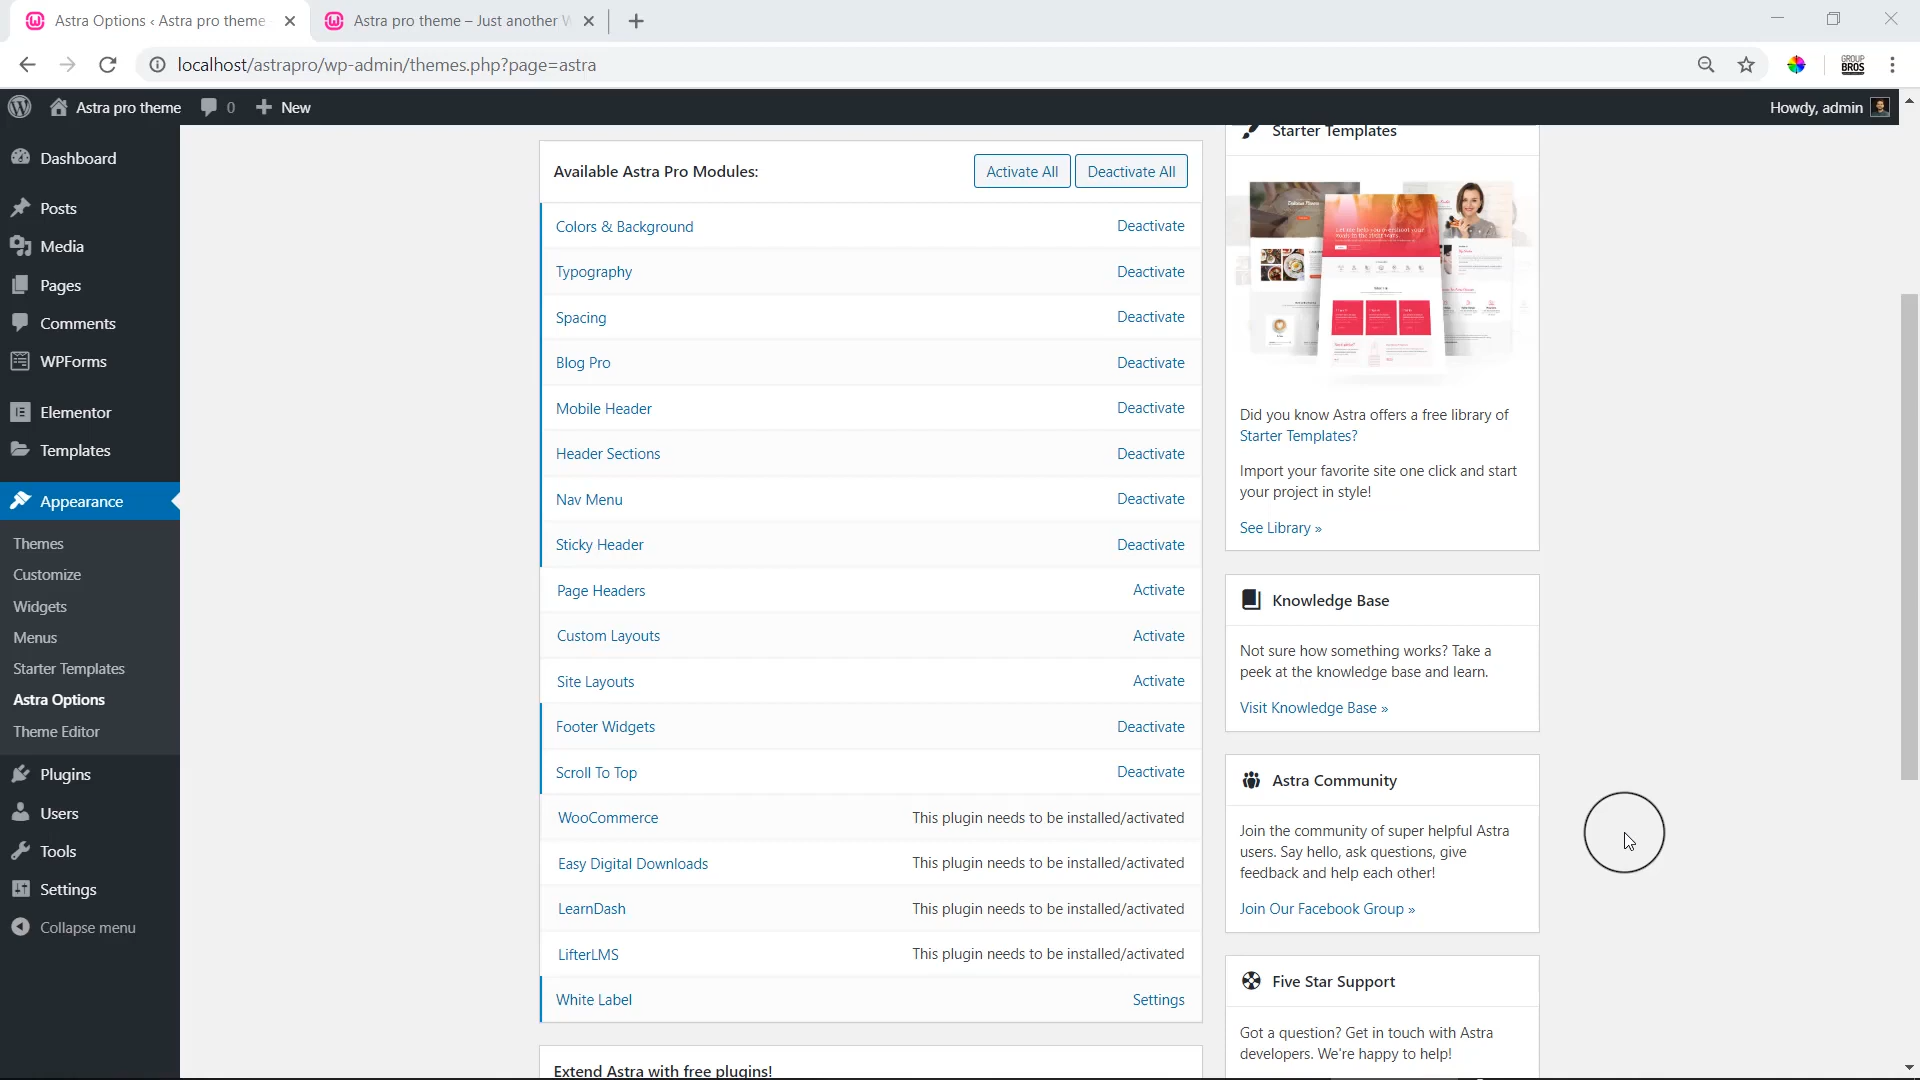 Astra Options ‹ Astra pro theme
Astra pro theme – Just another W
localhost/astrapro/wp-admin/themes.php?page=astra
GROUP
BROS
Astra pro theme
0
New
Howdy, admin
Dashboard
Posts
Media
Pages
Comments
WPForms
Elementor
Templates
Appearance
Themes
Customize
Widgets
Menus
Starter Templates
Astra Options
Theme Editor
Plugins
Users
Tools
Settings
Collapse menu
Available Astra Pro Modules:
Activate All
Deactivate All
Colors & Background
Deactivate
Typography
Deactivate
Spacing
Deactivate
Blog Pro
Deactivate
Mobile Header
Deactivate
Header Sections
Deactivate
Nav Menu
Deactivate
Sticky Header
Deactivate
Page Headers
Activate
Custom Layouts
Activate
Site Layouts
Activate
Footer Widgets
Deactivate
Scroll To Top
Deactivate
WooCommerce
This plugin needs to be installed/activated
Easy Digital Downloads
This plugin needs to be installed/activated
LearnDash
This plugin needs to be installed/activated
LifterLMS
This plugin needs to be installed/activated
White Label
Settings
Extend Astra with free plugins!
Starter Templates
Did you know Astra offers a free library of
Starter Templates?
Import your favorite site one click and start
your project in style!
See Library »
Knowledge Base
Not sure how something works? Take a
peek at the knowledge base and learn.
Visit Knowledge Base »
Astra Community
Join the community of super helpful Astra
users. Say hello, ask questions, give
feedback and help each other!
Join Our Facebook Group »
Five Star Support
Got a question? Get in touch with Astra
developers. We're happy to help!